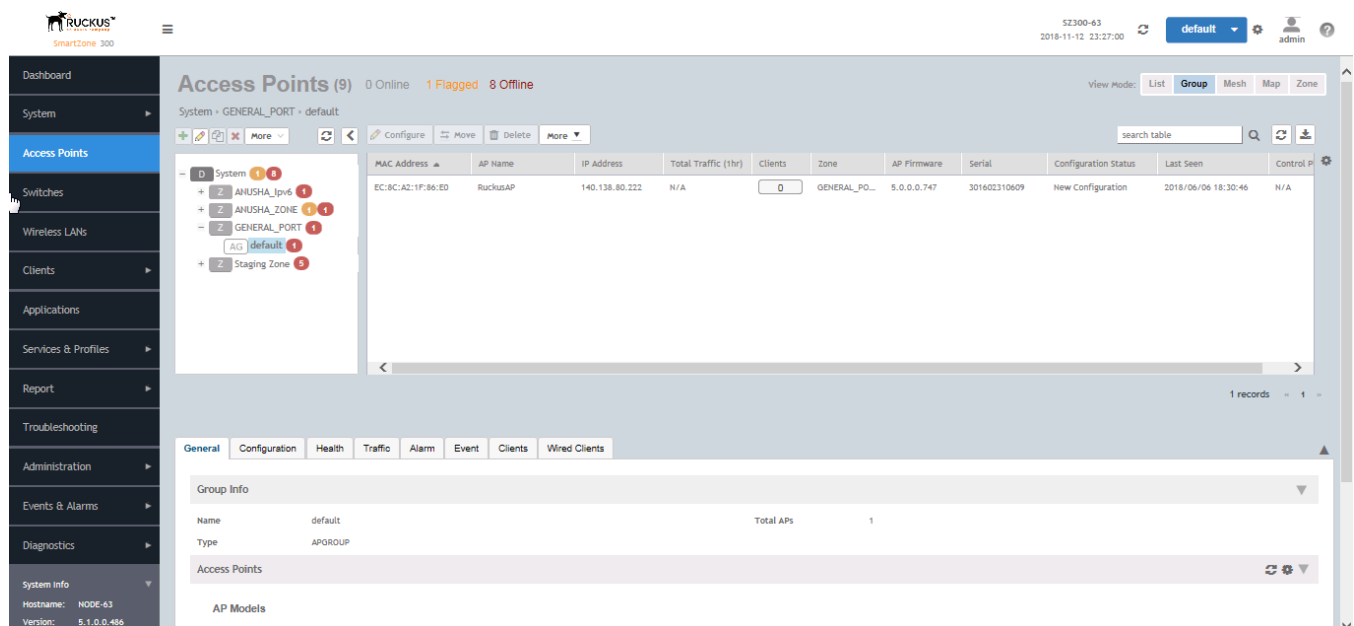 RUCKUS
SmartZone 300
SZ300-63
2018-11-12 23:27:00
default
admin
Dashboard
System
Access Points
Switches
Wireless LANs
Clients
Applications
Services & Profiles
Report
Troubleshooting
Administration
Events & Alarms
Diagnostics
System Info
Hostname: NODE-63
Version: 5.1.0.0.486
Access Points (9) 0 Online 1 Flagged 8 Offline
View Mode: List Group Mesh Map Zone
System GENERAL_PORT default
More
Configure Move Delete More
search table
D System 1 8
Z ANUSHA_Ipv6 1
Z ANUSHA_ZONE 1 1
Z GENERAL_PORT 1
AG default 1
Z Staging Zone 5
MAC Address AP Name IP Address Total Traffic (1hr) Clients Zone AP Firmware Serial Configuration Status Last Seen Control P
EC:8C:A2:1F:86:E0 RuckusAP 140.138.80.222 N/A 0 GENERAL_PO... 5.0.0.0.747 301602310609 New Configuration 2018/06/06 18:30:46 N/A
1 records « 1 »
General Configuration Health Traffic Alarm Event Clients Wired Clients
Group Info
Name default Total APs 1
Type APGROUP
Access Points
AP Models